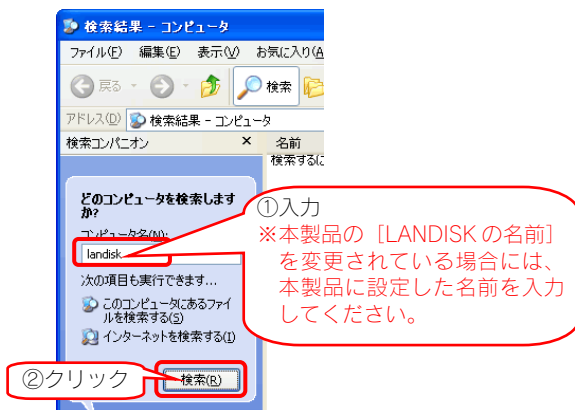 検索結果 - コンピュータ
ファイル(F) 編集(E) 表示(V) お気に入り(A
戻る 検索
アドレス(D) 検索結果 - コンピュータ
検索コンパニオン × 名前
検索するに
どのコンピュータを検索します
か?
コンピュータ名(M):
landisk
次の項目も実行できます...
このコンピュータにあるファイ
ルを検索する(S)
インターネットを検索する(I)
検索(R)
①入力
※本製品の［LANDISKの名前］
を変更されている場合には、
本製品に設定した名前を入力
してください。
②クリック